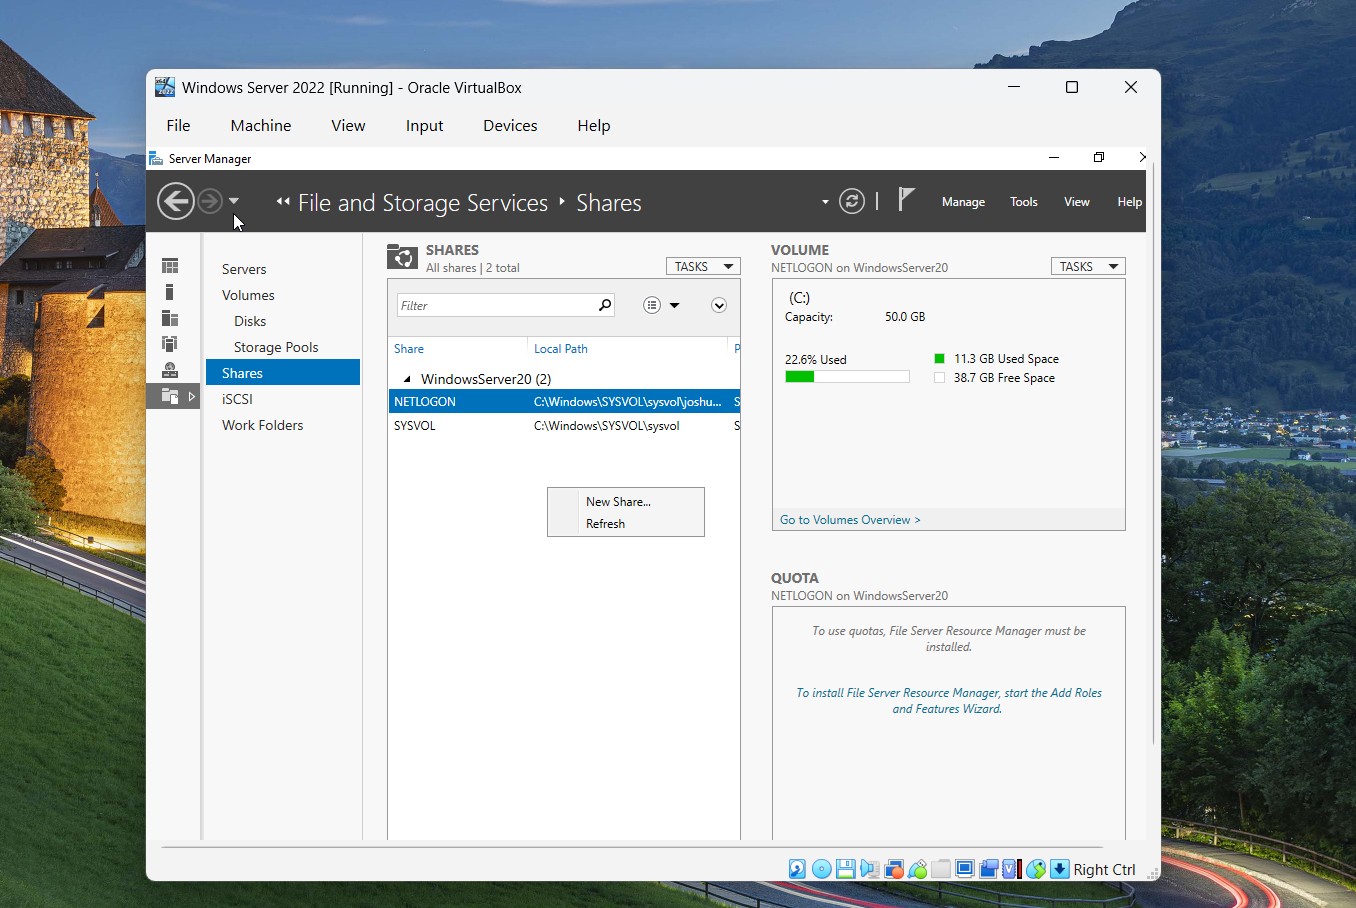 Windows Server 2022 [Running] - Oracle VirtualBox
File Machine View Input Devices Help
Server Manager
File and Storage Services Shares
Manage Tools View Help
Servers
Volumes
Disks
Storage Pools
Shares
iSCSI
Work Folders
SHARES
All shares | 2 total
TASKS
Filter
Share Local Path P
WindowsServer20 (2)
NETLOGON C:\Windows\SYSVOL\sysvol\joshu... S
SYSVOL C:\Windows\SYSVOL\sysvol S
New Share...
Refresh
VOLUME
NETLOGON on WindowsServer20
TASKS
(C:)
Capacity: 50.0 GB
22.6% Used
11.3 GB Used Space
38.7 GB Free Space
Go to Volumes Overview >
QUOTA
NETLOGON on WindowsServer20
To use quotas, File Server Resource Manager must be
installed.
To install File Server Resource Manager, start the Add Roles
and Features Wizard.
Right Ctrl